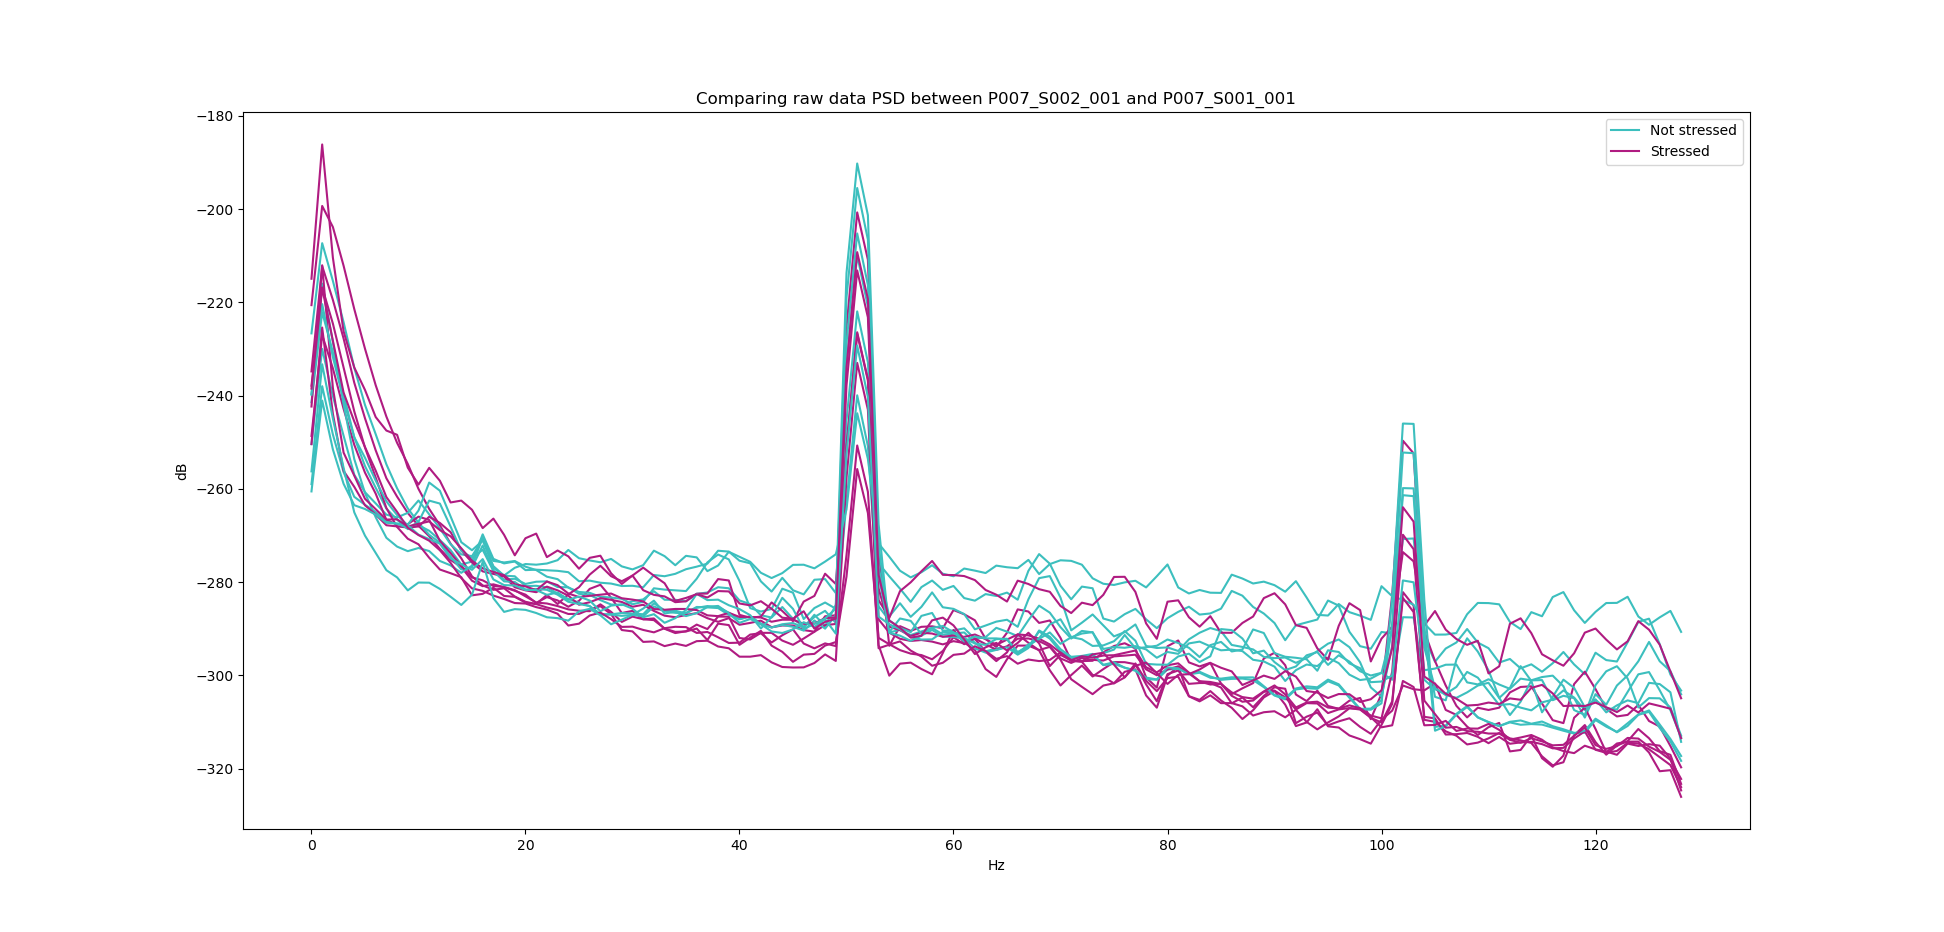 Comparing raw data PSD between P007_S002_001 and P007_S001_001
Not stressed
Stressed
−180
−200
−220
−240
−260
−280
−300
−320
dB
0 20 40 60 80 100 120
Hz